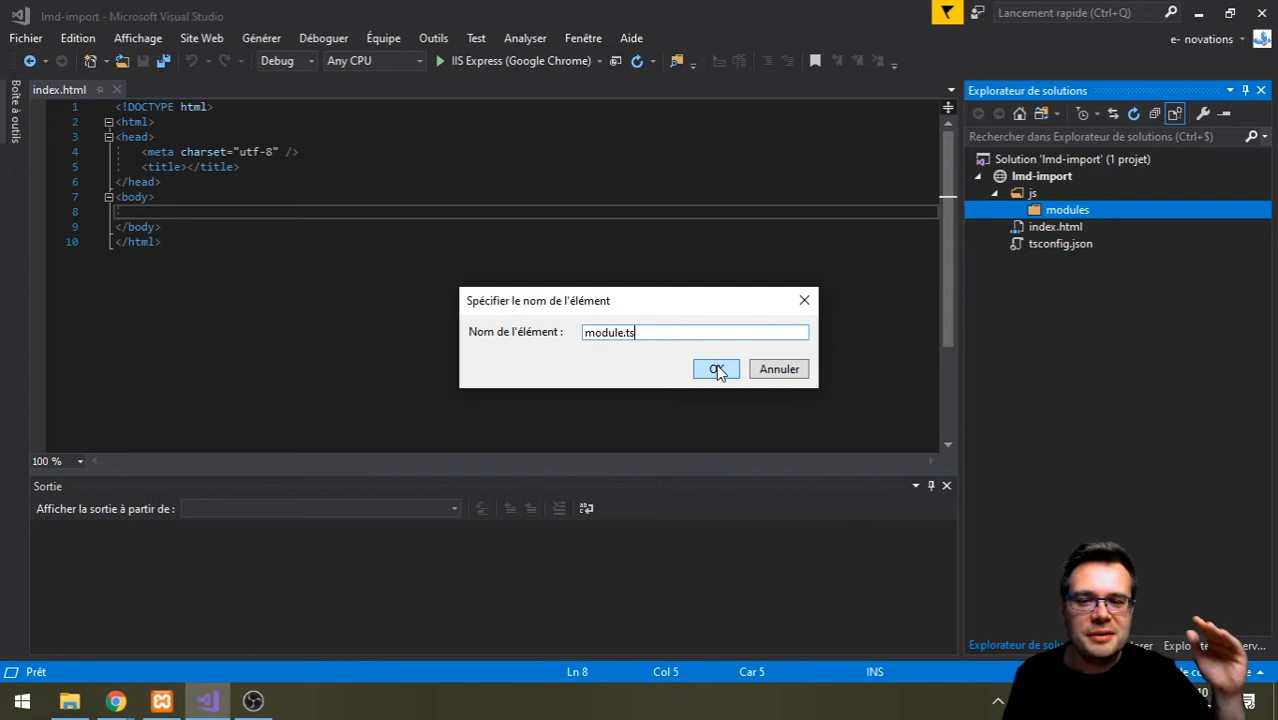 lmd-import - Microsoft Visual Studio
Lancement rapide (Ctrl+Q)
Fichier Edition Affichage Site Web Générer Déboguer Équipe Outils Test Analyser Fenêtre Aide
e- novations
Debug Any CPU IIS Express (Google Chrome)
Boîte à outils
index.html
1 <!DOCTYPE html>
2 <html>
3 <head>
4 <meta charset="utf-8" />
5 <title></title>
6 </head>
7 <body>
8
9 </body>
10 </html>
Explorateur de solutions
Rechercher dans Explorateur de solutions (Ctrl+$)
Solution 'lmd-import' (1 projet)
lmd-import
js
modules
index.html
tsconfig.json
Spécifier le nom de l'élément
Nom de l'élément : module.ts
OK Annuler
100 %
Sortie
Afficher la sortie à partir de :
Explorateur de
Prêt Ln 8 Col 5 Car 5 INS